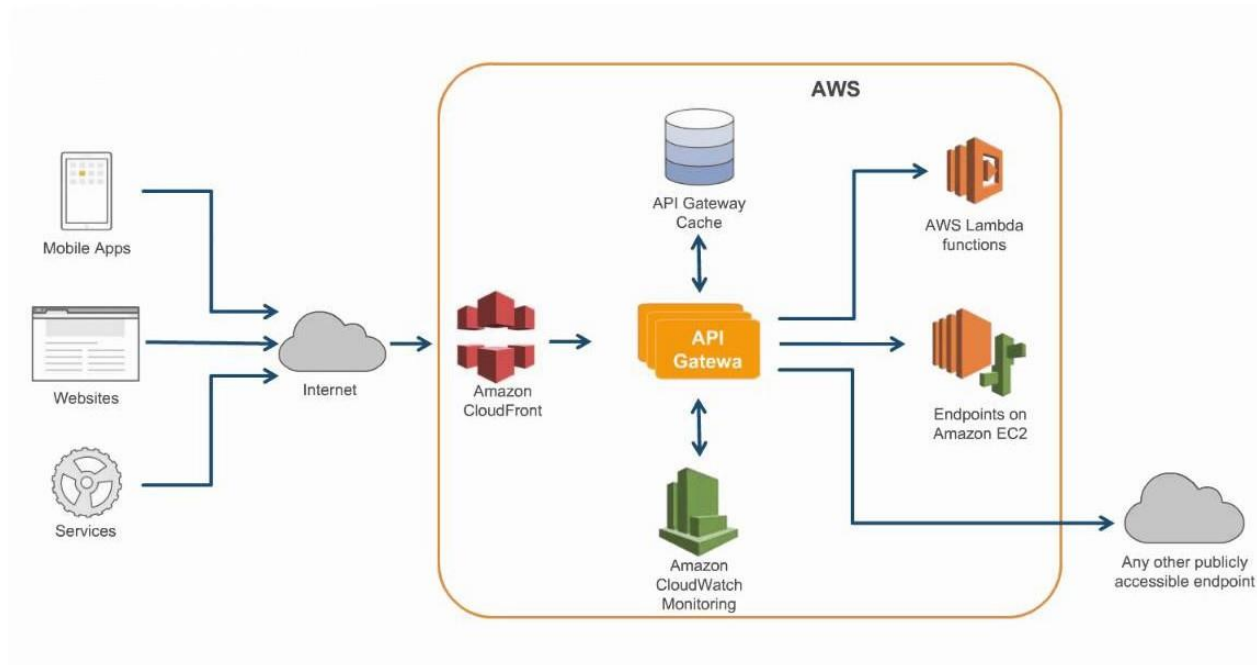 AWS
Mobile Apps
Websites
Services
Internet
Amazon
CloudFront
API Gateway
Cache
API
Gatewa
Amazon
CloudWatch
Monitoring
AWS Lambda
functions
Endpoints on
Amazon EC2
Any other publicly
accessible endpoint